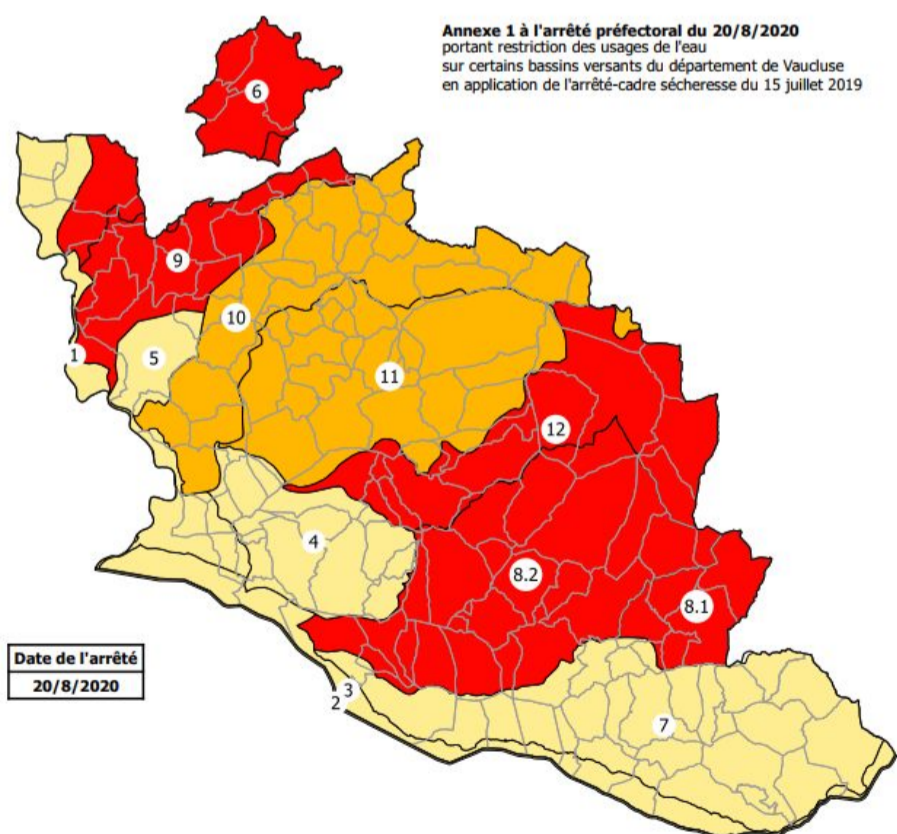 Annexe 1 à l'arrêté préfectoral du 20/8/2020
portant restriction des usages de l'eau
sur certains bassins versants du département de Vaucluse
en application de l'arrêté-cadre sécheresse du 15 juillet 2019
6
9
10
1
5
11
12
4
8.2
8.1
Date de l'arrêté
20/8/2020
3
2
7